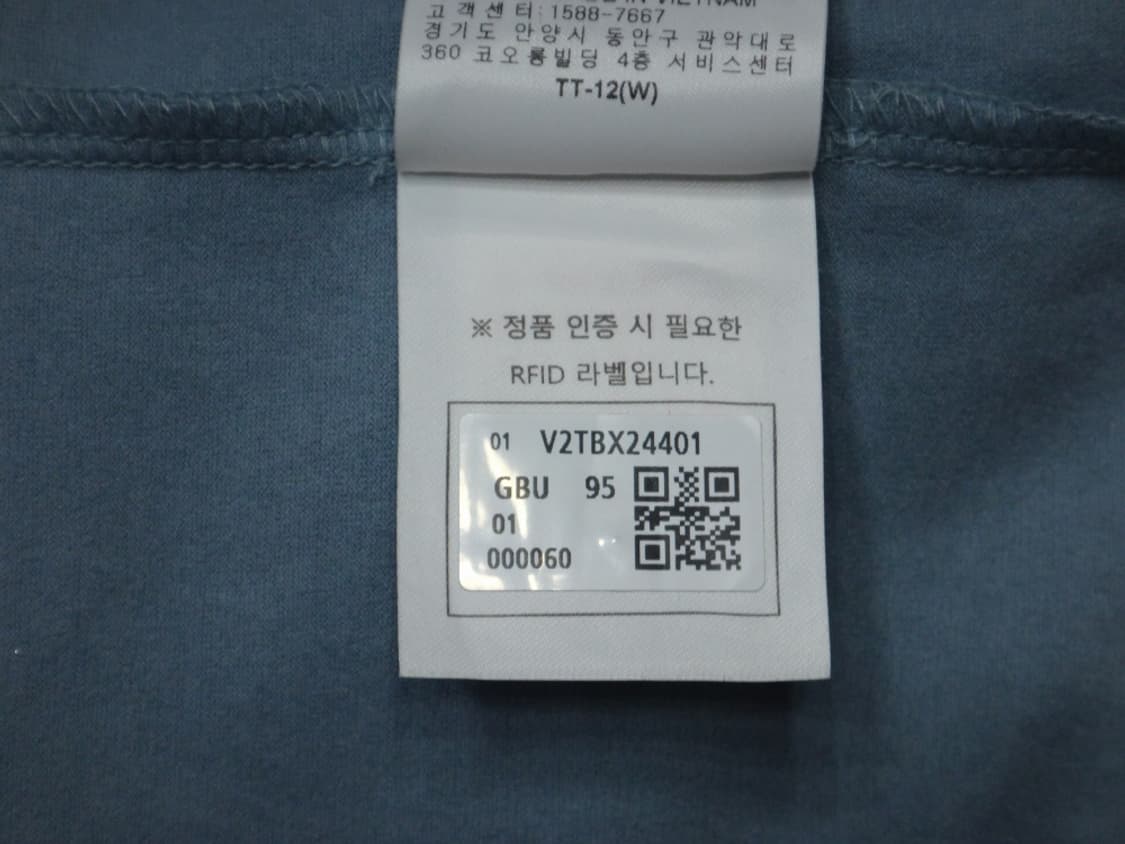 IN VIETNAM
고객센터:1588-7667
경기도 안양시 동안구 관악대로
360 코오롱빌딩 4층 서비스센터
TT-12(W)
※ 정품 인증 시 필요한
RFID 라벨입니다.
01 V2TBX24401
GBU 95
01
000060